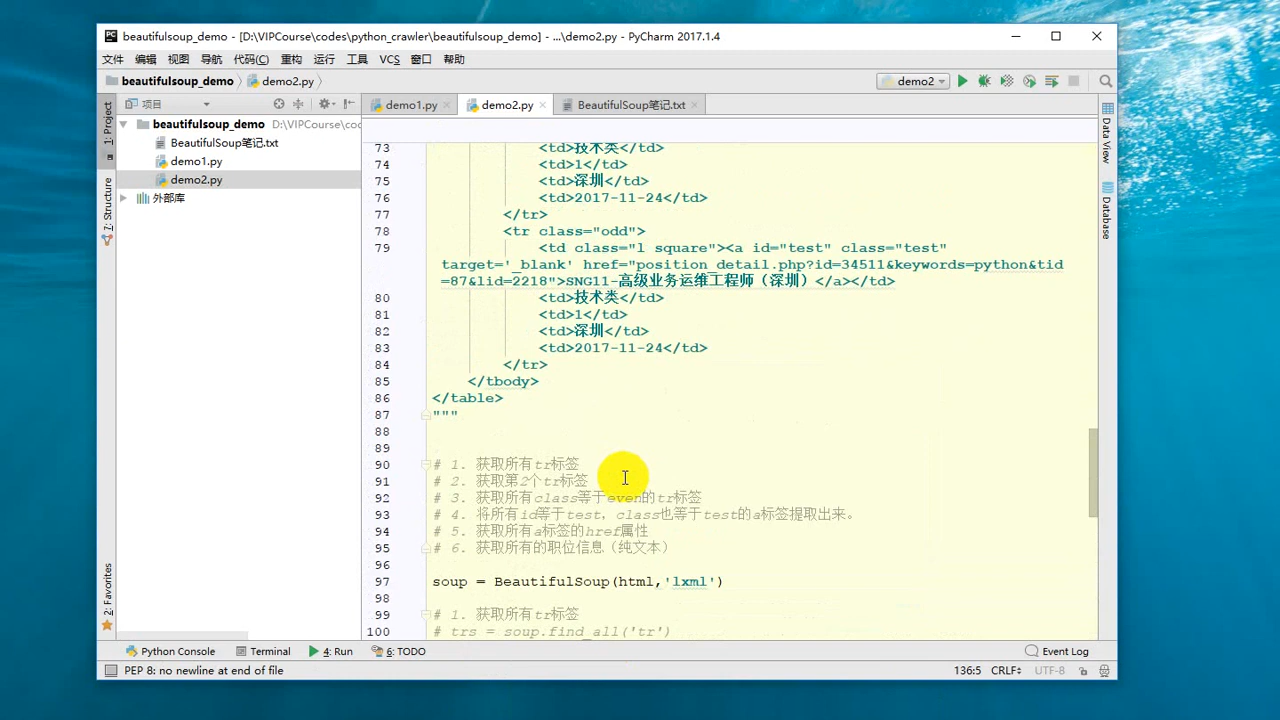 beautifulsoup_demo - [D:\VIPCourse\codes\python_crawler\beautifulsoup_demo] - ...\demo2.py - PyCharm 2017.1.4
文件 编辑 视图 导航 代码(C) 重构 运行 工具 VCS 窗口 帮助
beautifulsoup_demo demo2.py demo2
1: Project
7: Structure
2: Favorites
项目
beautifulsoup_demo D:\VIPCourse\coc
BeautifulSoup笔记.txt
demo1.py
demo2.py
外部库
demo1.py demo2.py BeautifulSoup笔记.txt
73 <td>技术类</td>
74 <td>1</td>
75 <td>深圳</td>
76 <td>2017-11-24</td>
77 </tr>
78 <tr class="odd">
79 <td class="l square"><a id="test" class="test"
target='_blank' href="position_detail.php?id=34511&keywords=python&tid
=87&lid=2218">SNG11-高级业务运维工程师（深圳）</a></td>
80 <td>技术类</td>
81 <td>1</td>
82 <td>深圳</td>
83 <td>2017-11-24</td>
84 </tr>
85 </tbody>
86 </table>
87 """
88
89
90 # 1. 获取所有tr标签
91 # 2. 获取第2个tr标签
92 # 3. 获取所有class等于even的tr标签
93 # 4. 将所有id等于test，class也等于test的a标签提取出来。
94 # 5. 获取所有a标签的href属性
95 # 6. 获取所有的职位信息（纯文本）
96
97 soup = BeautifulSoup(html,'lxml')
98
99 # 1. 获取所有tr标签
100 # trs = soup.find_all('tr')
Data View
Database
Python Console Terminal 4: Run 6: TODO Event Log
PEP 8: no newline at end of file 136:5 CRLF UTF-8